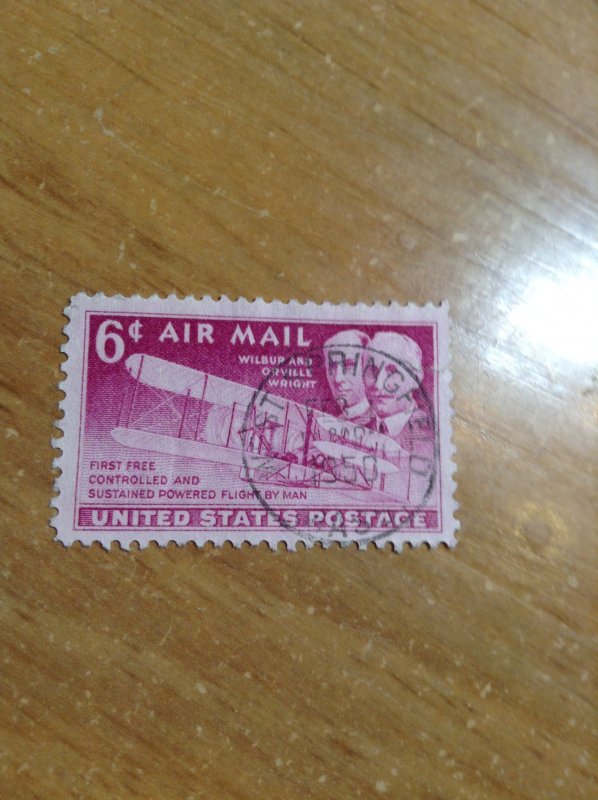 6¢ AIR MAIL
WILBUR AND
ORVILLE
WRIGHT
FIRST FREE
CONTROLLED AND
SUSTAINED POWERED FLIGHT BY MAN
UNITED STATES POSTAGE
1950